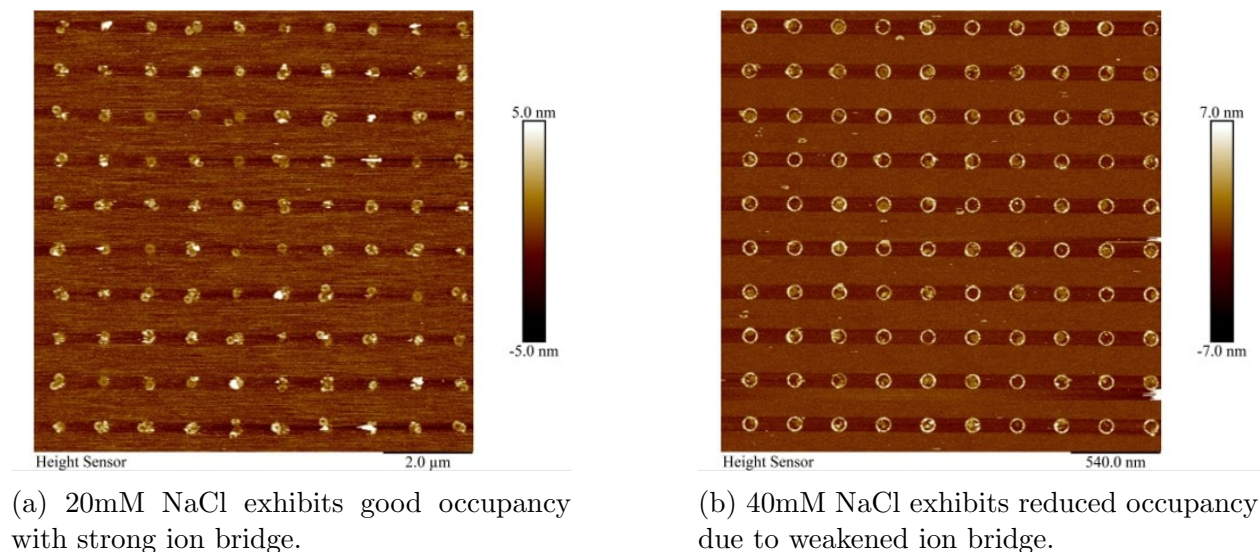 5.0 nm
-5.0 nm
Height Sensor
2.0 µm
(a) 20mM NaCl exhibits good occupancy
with strong ion bridge.
7.0 nm
-7.0 nm
Height Sensor
540.0 nm
(b) 40mM NaCl exhibits reduced occupancy
due to weakened ion bridge.